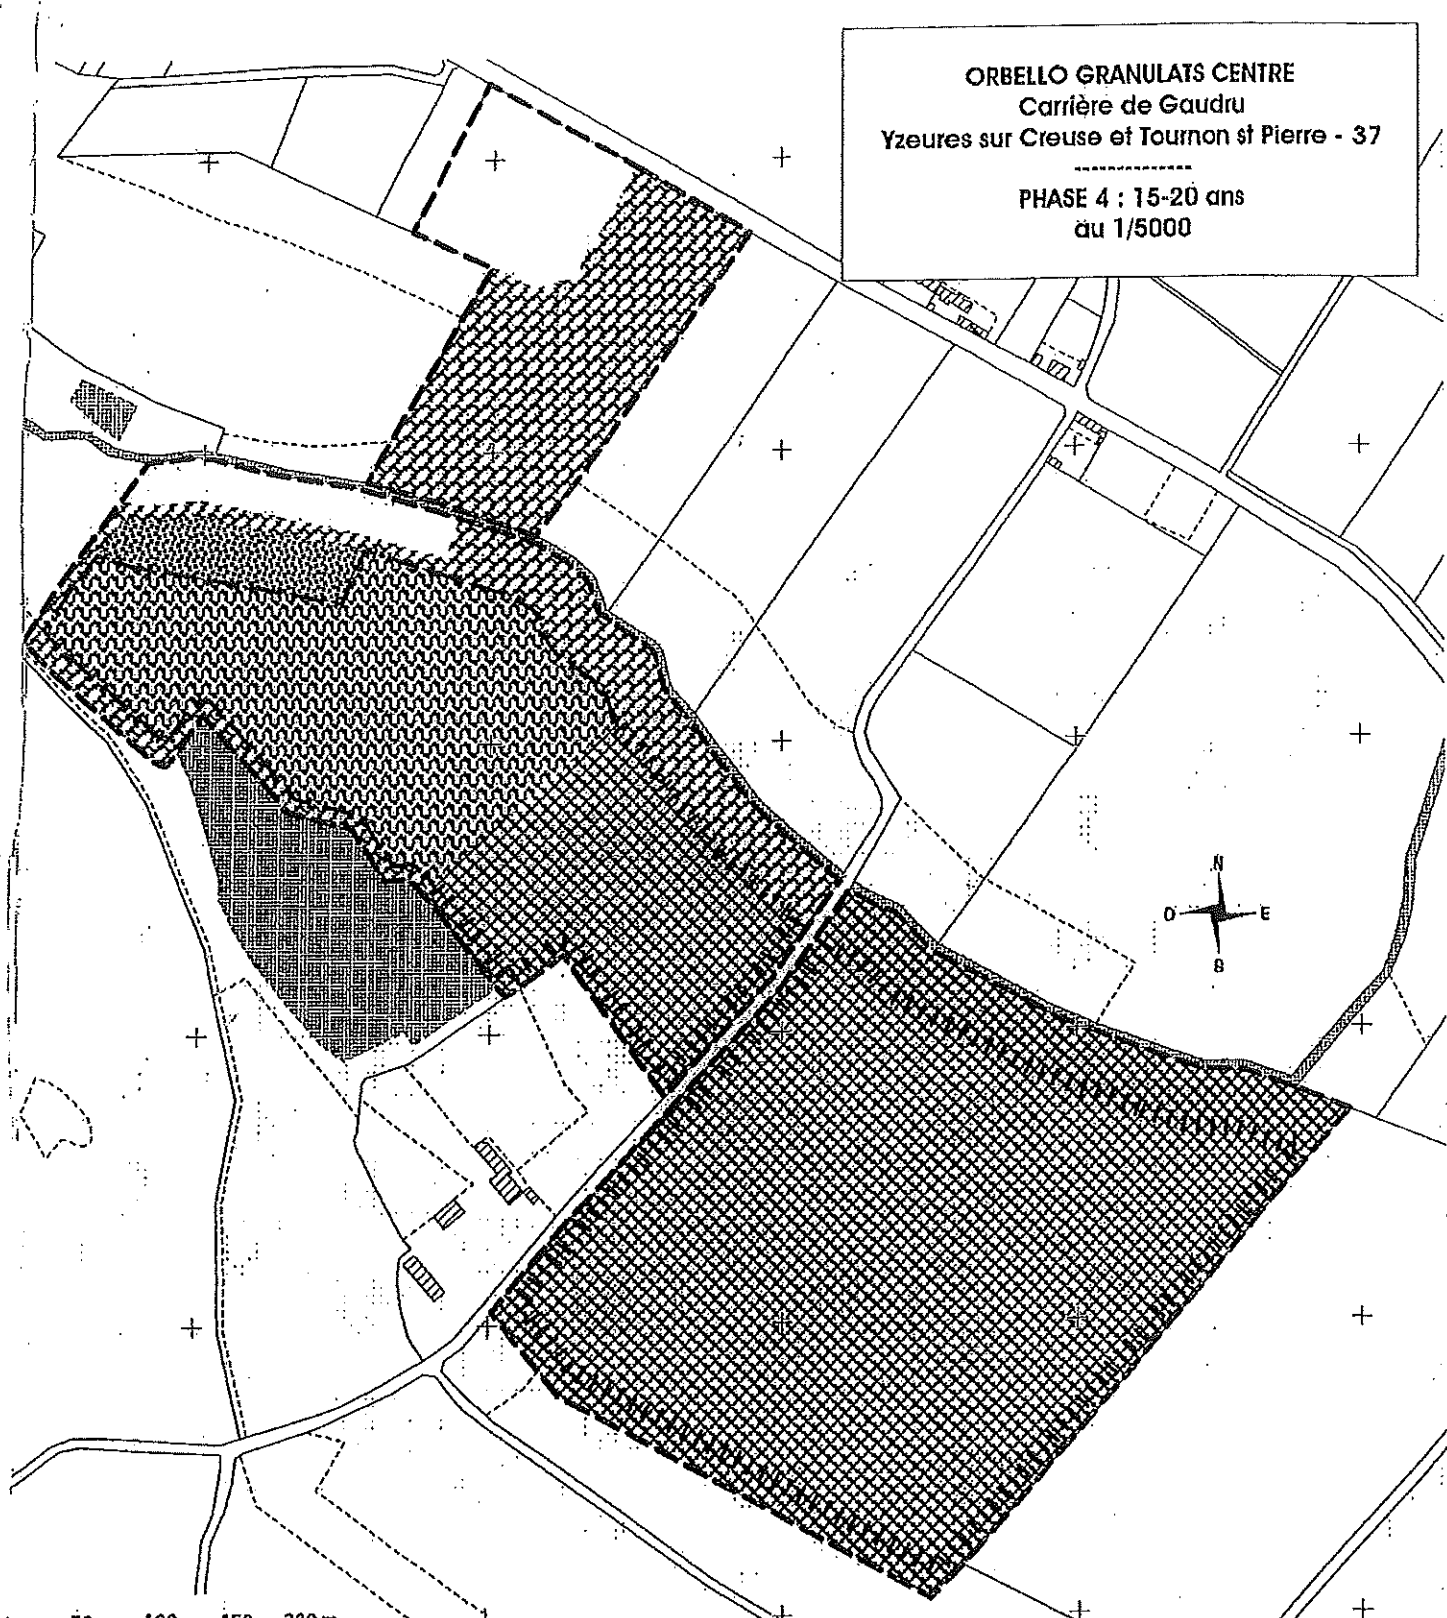 ORBELLO GRANULATS CENTRE
Carrière de Gaudru
Yzeures sur Creuse et Tournon st Pierre - 37
--------------
PHASE 4 : 15-20 ans
au 1/5000
N
O E
S